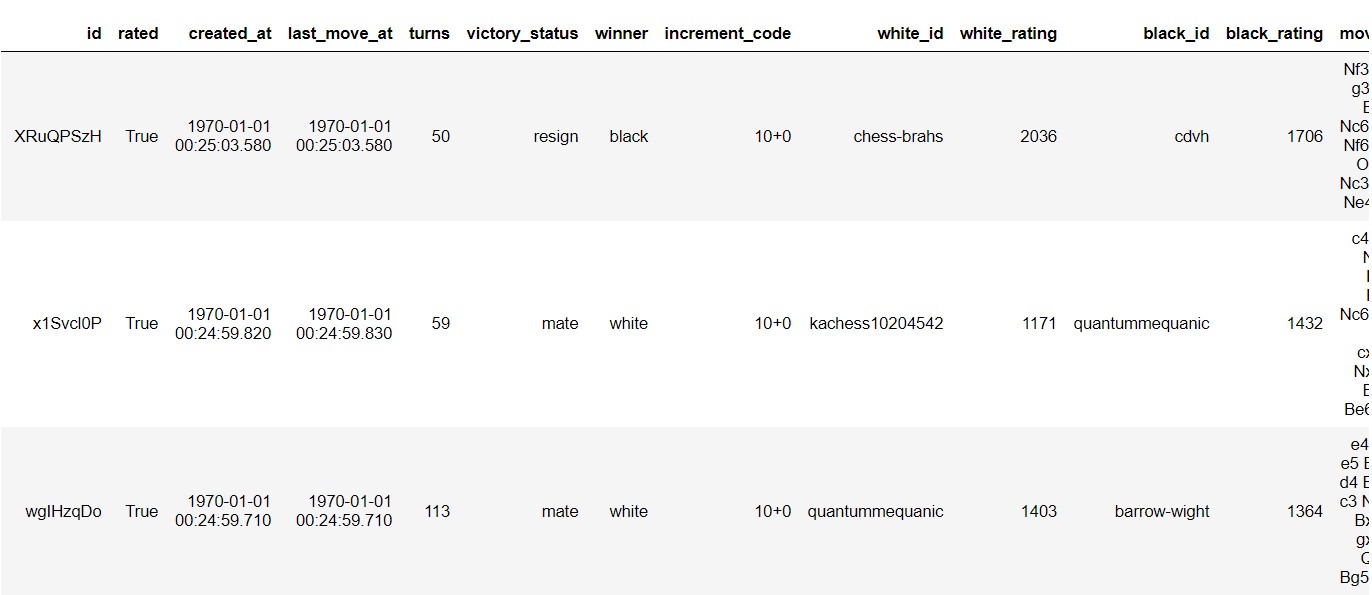 id rated created_at last_move_at turns victory_status winner increment_code white_id white_rating black_id black_rating mov
Nf3
g3
E
XRuQPSzH True 1970-01-01 00:25:03.580 1970-01-01 00:25:03.580 50 resign black 10+0 chess-brahs 2036 cdvh 1706 Nc6
Nf6
O
Nc3
Ne4
c4
N
x1SvcI0P True 1970-01-01 00:24:59.820 1970-01-01 00:24:59.830 59 mate white 10+0 kachess10204542 1171 quantummequanic 1432 Nc6
cx
Nx
E
Be6
e4
e5 E
d4 E
wgIHzqDo True 1970-01-01 00:24:59.710 1970-01-01 00:24:59.710 113 mate white 10+0 quantummequanic 1403 barrow-wight 1364 c3 N
Bx
gx
Q
Bg5